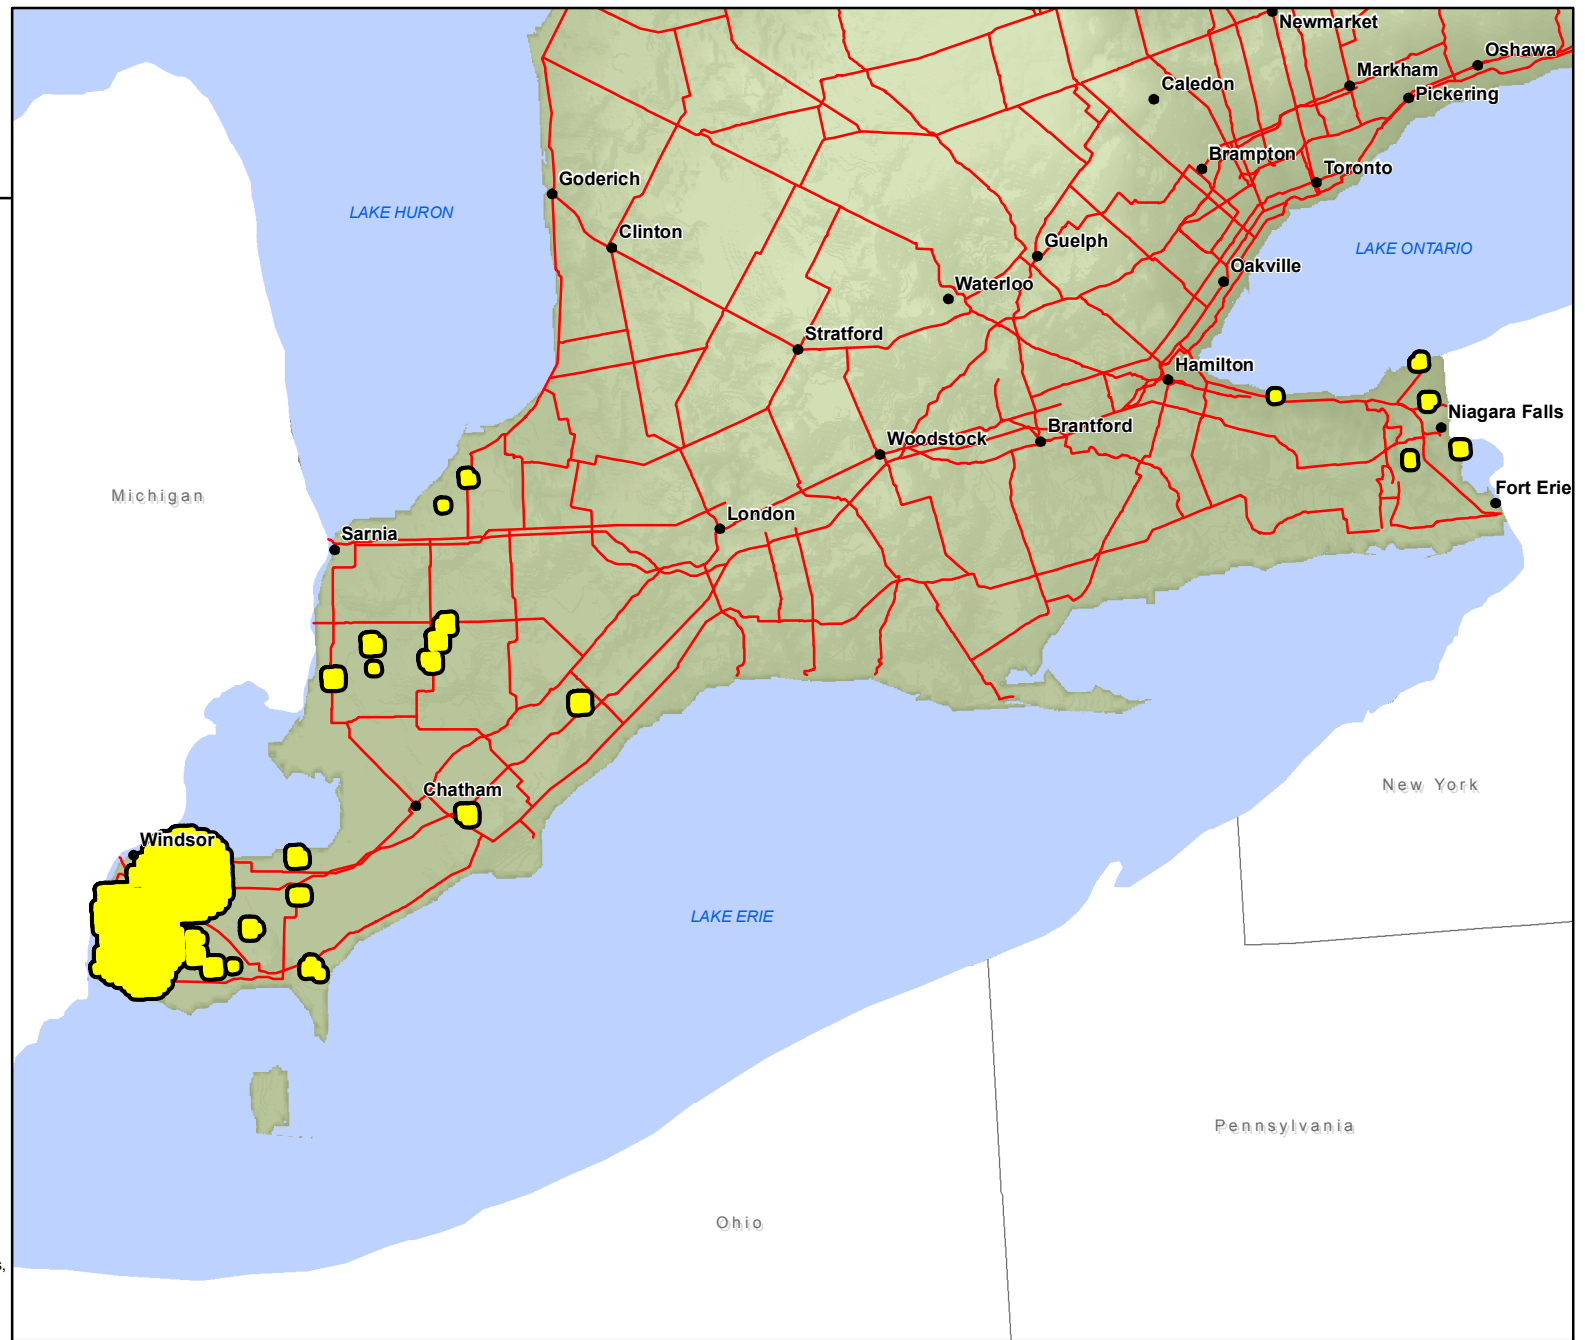 Newmarket
Oshawa
Markham
Caledon
Pickering
Brampton
Toronto
Goderich
LAKE HURON
Clinton
Guelph
LAKE ONTARIO
Oakville
Waterloo
Stratford
Hamilton
Niagara Falls
Brantford
Woodstock
Michigan
Fort Erie
London
Sarnia
New York
Chatham
Windsor
LAKE ERIE
Pennsylvania
Ohio
s,